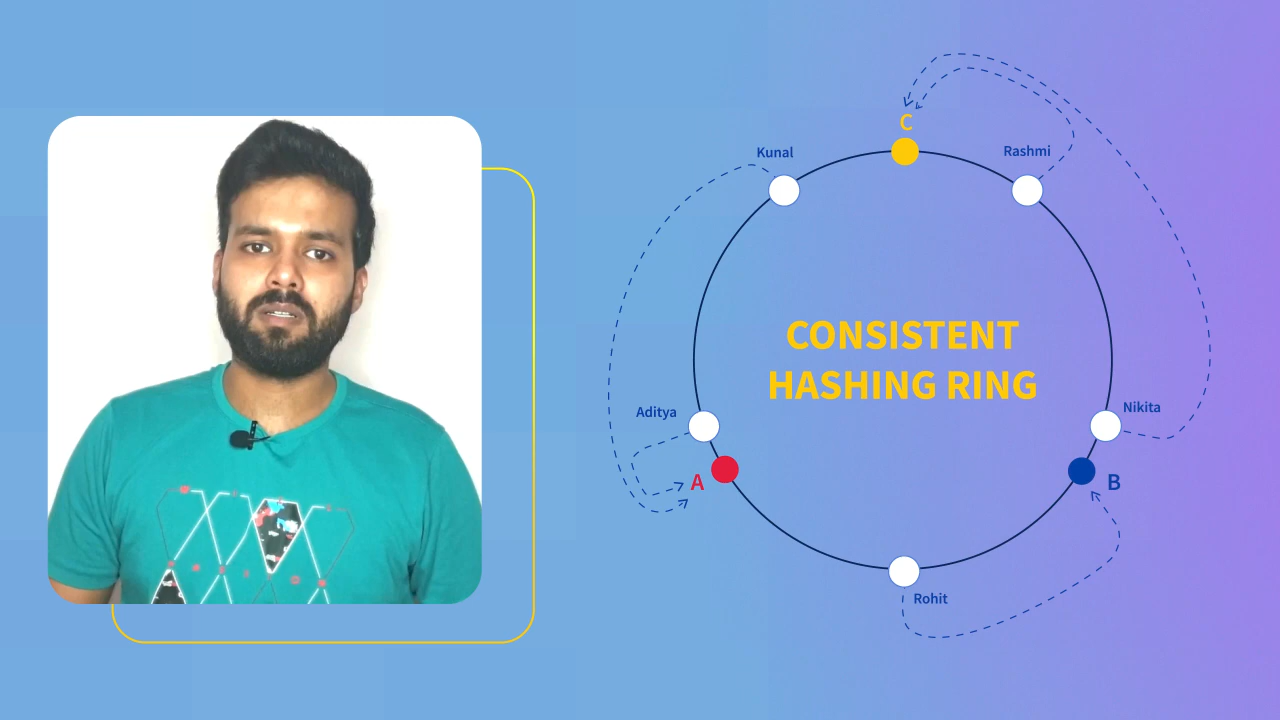 C
Kunal
Rashmi
CONSISTENT
HASHING RING
Aditya
Nikita
A
B
Rohit